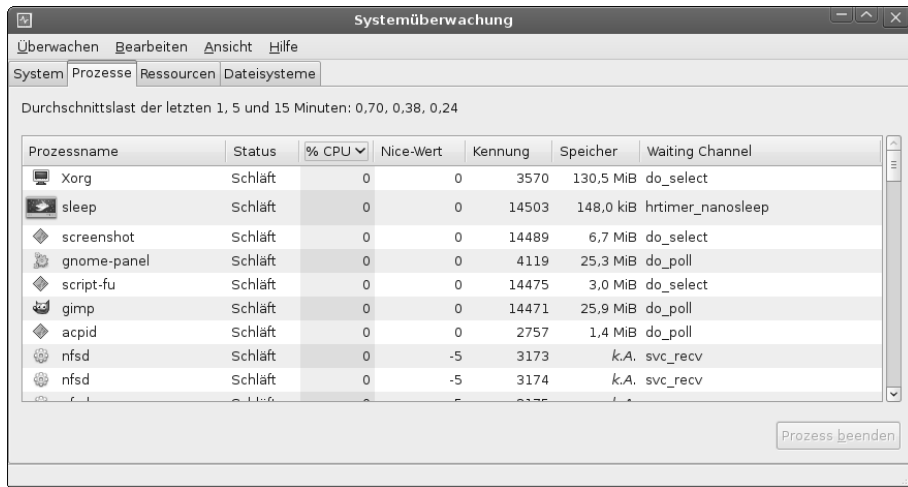 Systemüberwachung
Überwachen Bearbeiten Ansicht Hilfe
System Prozesse Ressourcen Dateisysteme
Durchschnittslast der letzten 1, 5 und 15 Minuten: 0,70, 0,38, 0,24
Prozessname Status % CPU Nice-Wert Kennung Speicher Waiting Channel
Xorg Schläft 0 0 3570 130,5 MiB do_select
sleep Schläft 0 0 14503 148,0 kiB hrtimer_nanosleep
screenshot Schläft 0 0 14489 6,7 MiB do_select
gnome-panel Schläft 0 0 4119 25,3 MiB do_poll
script-fu Schläft 0 0 14475 3,0 MiB do_select
gimp Schläft 0 0 14471 25,9 MiB do_poll
acpid Schläft 0 0 2757 1,4 MiB do_poll
nfsd Schläft 0 -5 3173 k.A. svc_recv
nfsd Schläft 0 -5 3174 k.A. svc_recv
Prozess beenden